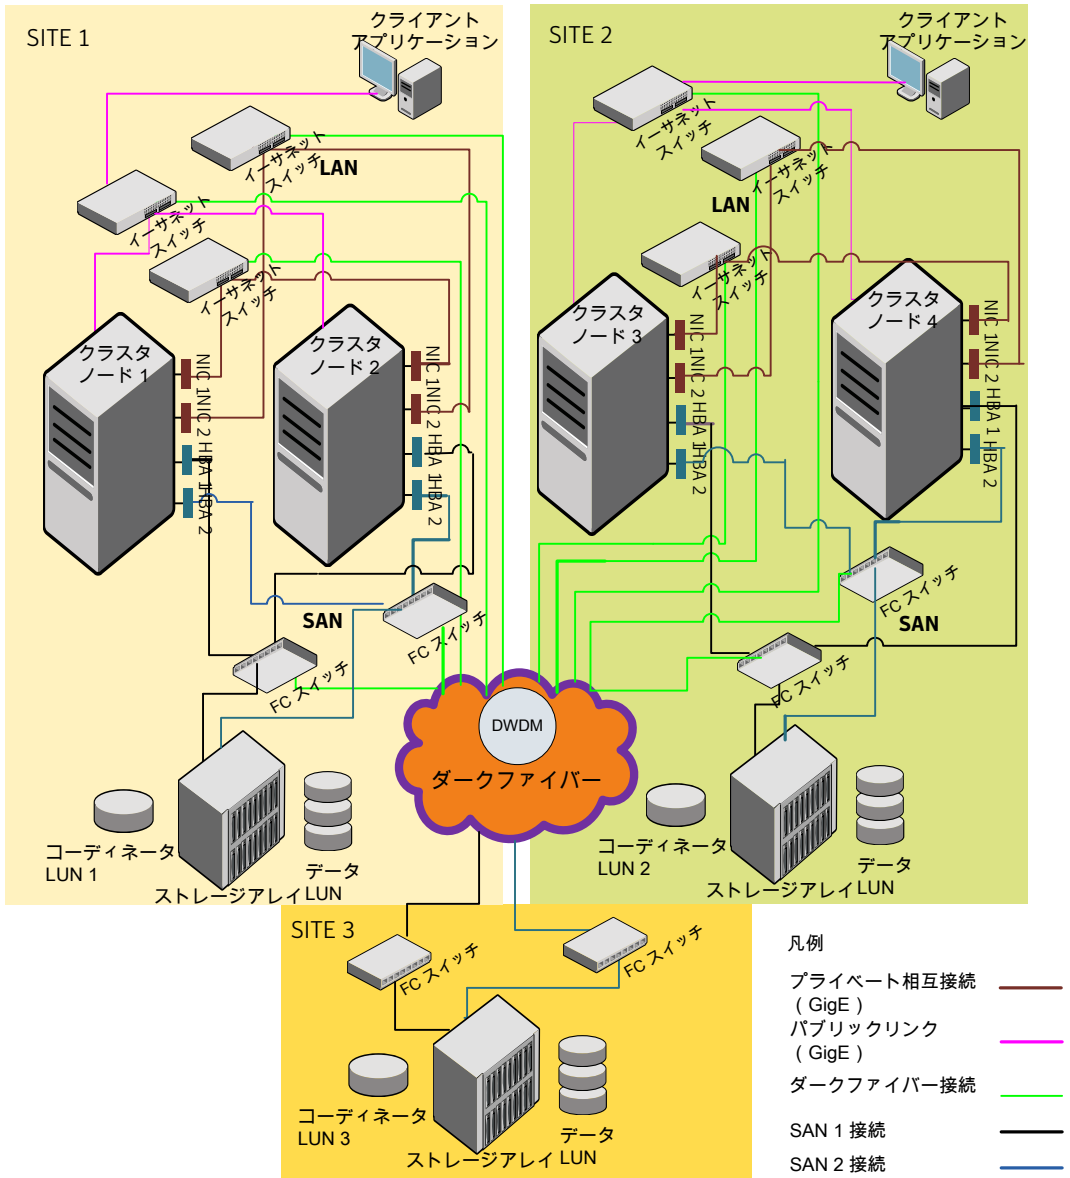 SITE 1
クライアント
アプリケーション
イーサネット
スイッチ
LAN
イーサネット
スイッチ
イーサネット
スイッチ
クラスタ
ノード 1
NIC 1
NIC 2
HBA 1
HBA 2
クラスタ
ノード 2
NIC 1
NIC 2
HBA 1
HBA 2
SAN
FC スイッチ
FC スイッチ
コーディネータ
LUN 1
ストレージアレイ
データ
LUN
SITE 2
クライアント
アプリケーション
イーサネット
スイッチ
イーサネット
スイッチ
LAN
イーサネット
スイッチ
クラスタ
ノード 3
NIC 1
NIC 2
HBA 1
HBA 2
クラスタ
ノード 4
NIC 1
NIC 2
HBA 1
HBA 2
FC スイッチ
SAN
FC スイッチ
コーディネータ
LUN 2
ストレージアレイ
データ
LUN
DWDM
ダークファイバー
SITE 3
FC スイッチ
FC スイッチ
コーディネータ
LUN 3
ストレージアレイ
データ
LUN
凡例
プライベート相互接続
（GigE）
パブリックリンク
（GigE）
ダークファイバー接続
SAN 1 接続
SAN 2 接続